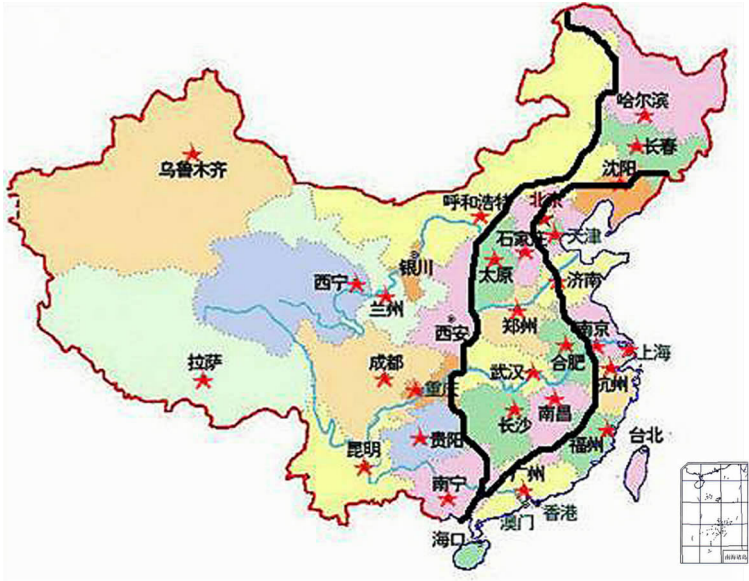 哈尔滨
长春
乌鲁木齐
沈阳
呼和浩特
北京
石家庄
天津
银川
太原
西宁
济南
兰州
郑州
西安
南京
上海
拉萨
成都
武汉
合肥
重庆
杭州
长沙
南昌
贵阳
福州
台北
昆明
南宁
广州
香港
澳门
海口
南海诸岛